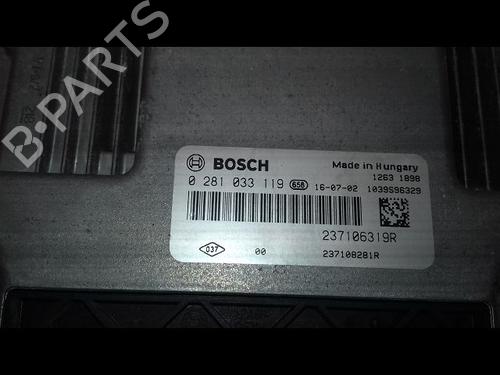 B-PARTS
BOSCH
Made in Hungary
1263 1898
0 281 033 119 658 16-07-02 1039S96329
237106319R
037 00 237108281R